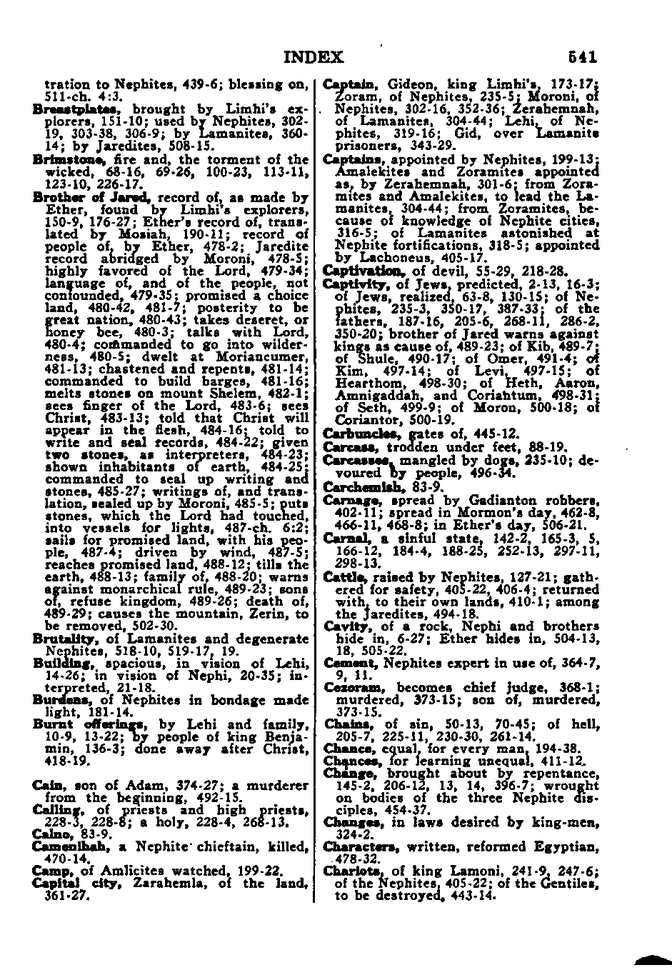 INDEX 541
tration to Nephites, 439-6; blessing on,
511-ch. 4:3.
Breastplates, brought by Limhi's ex-
plorers, 151-10; used by Nephites, 302-
19, 303-38, 306-9; by Lamanites, 360-
14; by Jaredites, 508-15.
Brimstone, fire and, the torment of the
wicked, 68-16, 69-26, 100-23, 113-11,
123-10, 226-17.
Brother of Jared, record of, as made by
Ether, found by Limhi's explorers,
150-9, 176-27; Ether's record of, trans-
lated by Mosiah, 190-11; record of
people of, by Ether, 478-2; Jaredite
record abridged by Moroni, 478-5;
highly favored of the Lord, 479-34;
language of, and of the people, not
confounded, 479-35; promised a choice
land, 480-42, 481-7; posterity to be
great nation, 480-43; takes deseret, or
honey bee, 480-3; talks with Lord,
480-4; commanded to go into wilder-
ness, 480-5; dwelt at Moriancumer,
481-13; chastened and repents, 481-14;
commanded to build barges, 481-16;
melts stones on mount Shelem, 482-1;
sees finger of the Lord, 483-6; sees
Christ, 483-13; told that Christ will
appear in the flesh, 484-16; told to
write and seal records, 484-22; given
two stones, as interpreters, 484-23;
shown inhabitants of earth, 484-25;
commanded to seal up writing and
stones, 485-27; writings of, and trans-
lation, sealed up by Moroni, 485-5; puts
stones, which the Lord had touched,
into vessels for lights, 487-ch. 6:2;
sails for promised land, with his peo-
ple, 487-4; driven by wind, 487-5;
reaches promised land, 488-12; tills the
earth, 488-13; family of, 488-20; warns
against monarchical rule, 489-23; sons
of, refuse kingdom, 489-26; death of,
489-29; causes the mountain, Zerin, to
be removed, 502-30.
Brutality, of Lamanites and degenerate
Nephites, 518-10, 519-17, 19.
Building, spacious, in vision of Lehi,
14-26; in vision of Nephi, 20-35; in-
terpreted, 21-18.
Burdens, of Nephites in bondage made
light, 181-14.
Burnt offerings, by Lehi and family,
10-9, 13-22; by people of king Benja-
min, 136-3; done away after Christ,
418-19.
Cain, son of Adam, 374-27; a murderer
from the beginning, 492-15.
Calling, of priests and high priests,
228-3, 228-8; a holy, 228-4, 268-13.
Calno, 83-9.
Camenihah, a Nephite chieftain, killed,
470-14.
Camp, of Amlicites watched, 199-22.
Capital city, Zarahemla, of the land,
361-27.
Captain, Gideon, king Limhi's, 173-17;
Zoram, of Nephites, 235-5; Moroni, of
Nephites, 302-16, 352-36; Zerahemnah,
of Lamanites, 304-44; Lehi, of Ne-
phites, 319-16; Gid, over Lamanite
prisoners, 343-29.
Captains, appointed by Nephites, 199-13;
Amalekites and Zoramites appointed
as, by Zerahemnah, 301-6; from Zora-
mites and Amalekites, to lead the La-
manites, 304-44; from Zoramites, be-
cause of knowledge of Nephite cities,
316-5; of Lamanites astonished at
Nephite fortifications, 318-5; appointed
by Lachoneus, 405-17.
Captivation, of devil, 55-29, 218-28.
Captivity, of Jews, predicted, 2-13, 16-3;
of Jews, realized, 63-8, 130-15; of Ne-
phites, 235-3, 350-17, 387-33; of the
fathers, 187-16, 205-6, 268-11, 286-2,
350-20; brother of Jared warns against
kings as cause of, 489-23; of Kib, 489-7;
of Shule, 490-17; of Omer, 491-4; of
Kim, 497-14; of Levi, 497-15; of
Hearthom, 498-30; of Heth, Aaron,
Amnigaddah, and Coriantum, 498-31;
of Seth, 499-9; of Moron, 500-18; of
Coriantor, 500-19.
Carbuncles, gates of, 445-12.
Carcass, trodden under feet, 88-19.
Carcasses, mangled by dogs, 235-10; de-
voured by people, 496-34.
Carchemish, 83-9.
Carnage, spread by Gadianton robbers,
402-11; spread in Mormon's day, 462-8,
466-11, 468-8; in Ether's day, 506-21.
Carnal, a sinful state, 142-2, 165-3, 5,
166-12, 184-4, 188-25, 252-13, 297-11,
298-13.
Cattle, raised by Nephites, 127-21; gath-
ered for safety, 405-22, 406-4; returned
with, to their own lands, 410-1; among
the Jaredites, 494-18.
Cavity, of a rock, Nephi and brothers
hide in, 6-27; Ether hides in, 504-13,
18, 505-22.
Cement, Nephites expert in use of, 364-7,
9, 11.
Cezoram, becomes chief judge, 368-1;
murdered, 373-15; son of, murdered,
373-15.
Chains, of sin, 50-13, 70-45; of hell,
205-7, 225-11, 230-30, 261-14.
Chance, equal, for every man, 194-38.
Chances, for learning unequal, 411-12.
Change, brought about by repentance,
145-2, 206-12, 13, 14, 396-7; wrought
on bodies of the three Nephite dis-
ciples, 454-37.
Changes, in laws desired by king-men,
324-2.
Characters, written, reformed Egyptian,
478-32.
Chariots, of king Lamoni, 241-9, 247-6;
of the Nephites, 405-22; of the Gentiles,
to be destroyed, 443-14.